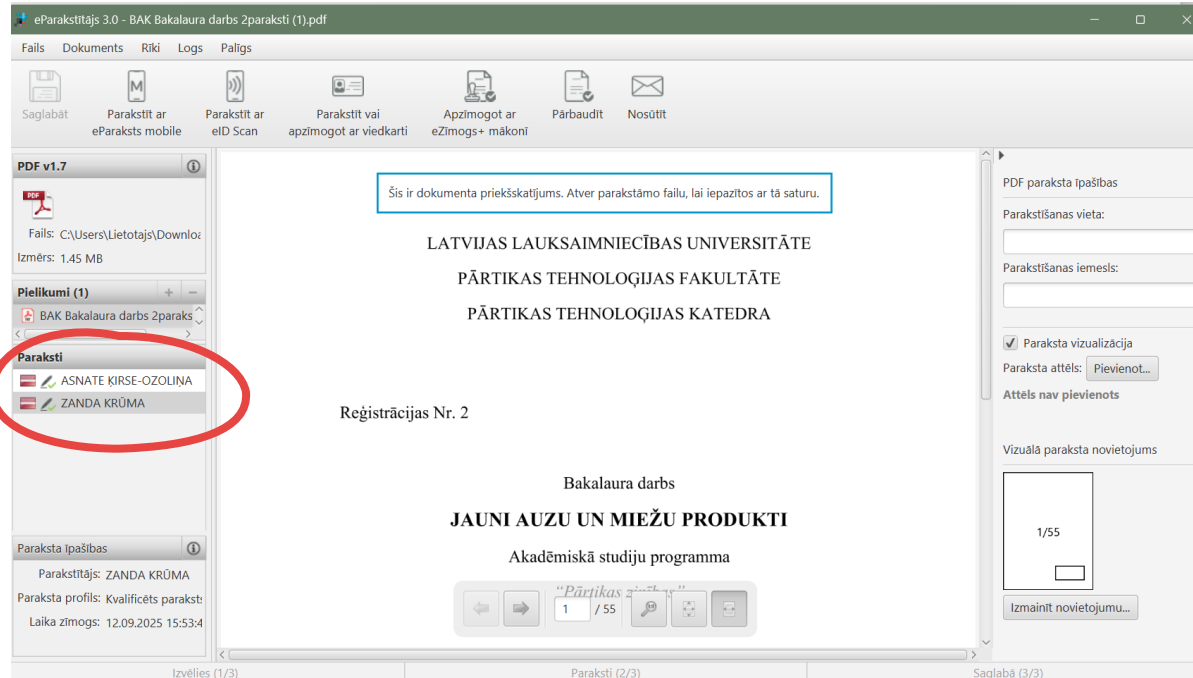 eParakstītājs 3.0 - BAK Bakalaura darbs 2paraksti (1).pdf
Fails Dokuments Rīki Logs Palīgs
Saglabāt
Parakstīt ar
eParaksts mobile
Parakstīt ar
eID Scan
Parakstīt vai
apzīmogot ar viedkarti
Apzīmogot ar
eZīmogs+ mākonī
Pārbaudīt
Nosūtīt
PDF v1.7
PDF
Fails: C:\Users\Lietotajs\Downloa
Izmērs: 1.45 MB
Pielikumi (1)
BAK Bakalaura darbs 2paraks
Paraksti
ASNATE ĶIRSE-OZOLIŅA
ZANDA KRŪMA
Paraksta īpašības
Parakstītājs: ZANDA KRŪMA
Paraksta profils: Kvalificēts paraksts
Laika zīmogs: 12.09.2025 15:53:4
Šis ir dokumenta priekšskatījums. Atver parakstāmo failu, lai iepazītos ar tā saturu.
LATVIJAS LAUKSAIMNIECĪBAS UNIVERSITĀTE
PĀRTIKAS TEHNOLOĢIJAS FAKULTĀTE
PĀRTIKAS TEHNOLOĢIJAS KATEDRA
Reģistrācijas Nr. 2
Bakalaura darbs
JAUNI AUZU UN MIEŽU PRODUKTI
Akadēmiskā studiju programma
“Pārtikas zinības”
1 / 55
PDF paraksta īpašības
Parakstīšanas vieta:
Parakstīšanas iemesls:
Paraksta vizualizācija
Paraksta attēls: Pievienot...
Attēls nav pievienots
Vizuālā paraksta novietojums
1/55
Izmainīt novietojumu...
Izvēlies (1/3) Paraksti (2/3) Saglabā (3/3)